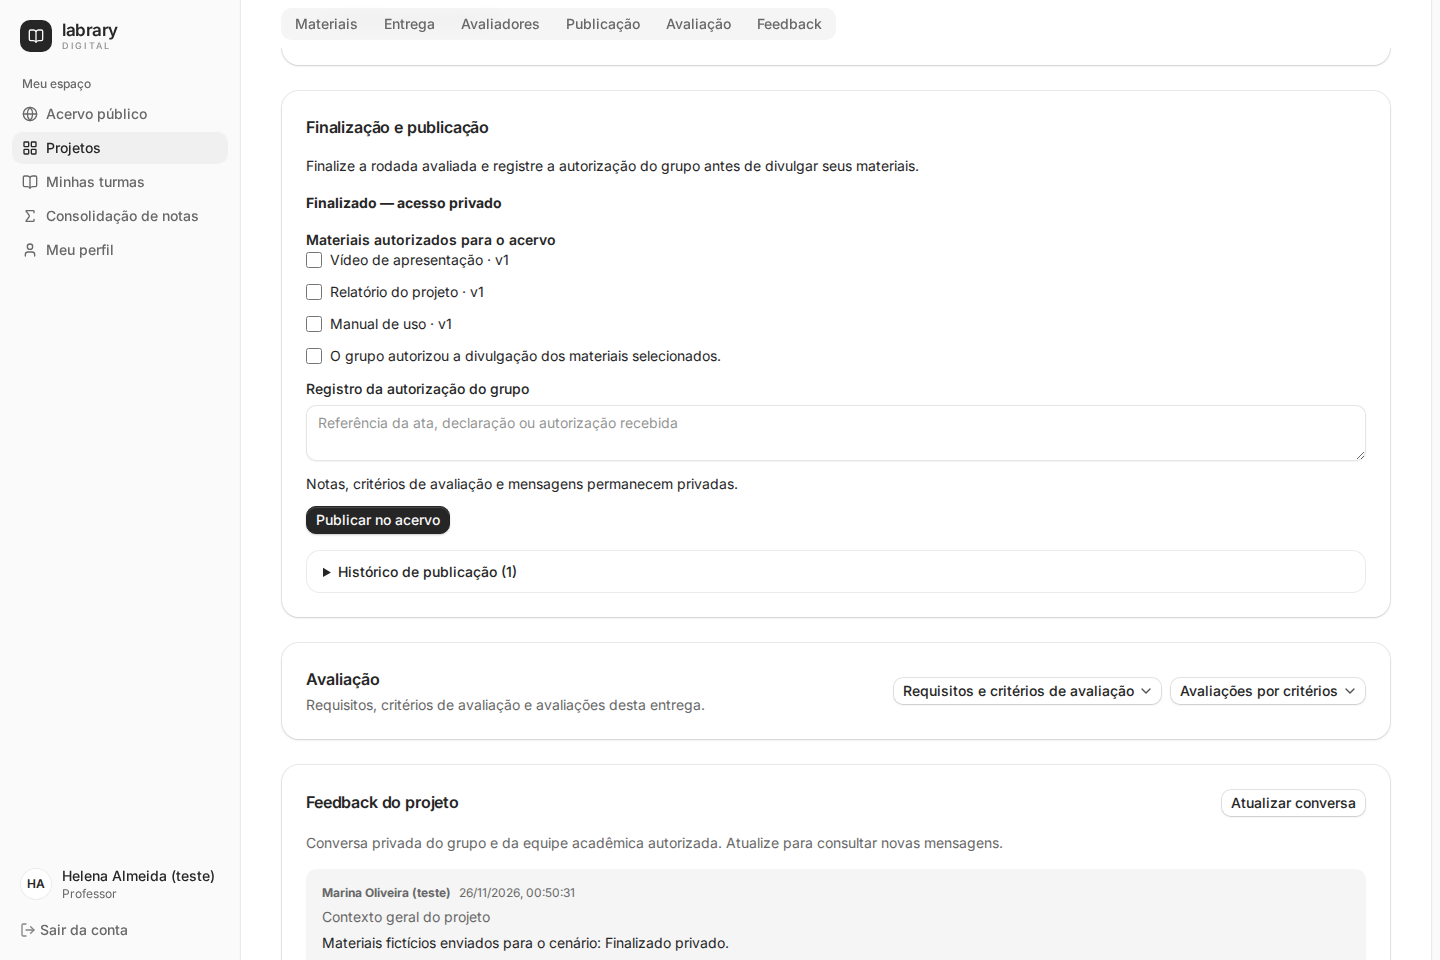 labrary
DIGITAL
Meu espaço
Acervo público
Projetos
Minhas turmas
Consolidação de notas
Meu perfil
HA
Helena Almeida (teste)
Professor
Sair da conta
Materiais
Entrega
Avaliadores
Publicação
Avaliação
Feedback
Finalização e publicação
Finalize a rodada avaliada e registre a autorização do grupo antes de divulgar seus materiais.
Finalizado — acesso privado
Materiais autorizados para o acervo
Vídeo de apresentação · v1
Relatório do projeto · v1
Manual de uso · v1
O grupo autorizou a divulgação dos materiais selecionados.
Registro da autorização do grupo
Referência da ata, declaração ou autorização recebida
Notas, critérios de avaliação e mensagens permanecem privadas.
Publicar no acervo
Histórico de publicação (1)
Avaliação
Requisitos, critérios de avaliação e avaliações desta entrega.
Requisitos e critérios de avaliação
Avaliações por critérios
Feedback do projeto
Atualizar conversa
Conversa privada do grupo e da equipe acadêmica autorizada. Atualize para consultar novas mensagens.
Marina Oliveira (teste) 26/11/2026, 00:50:31
Contexto geral do projeto
Materiais fictícios enviados para o cenário: Finalizado privado.